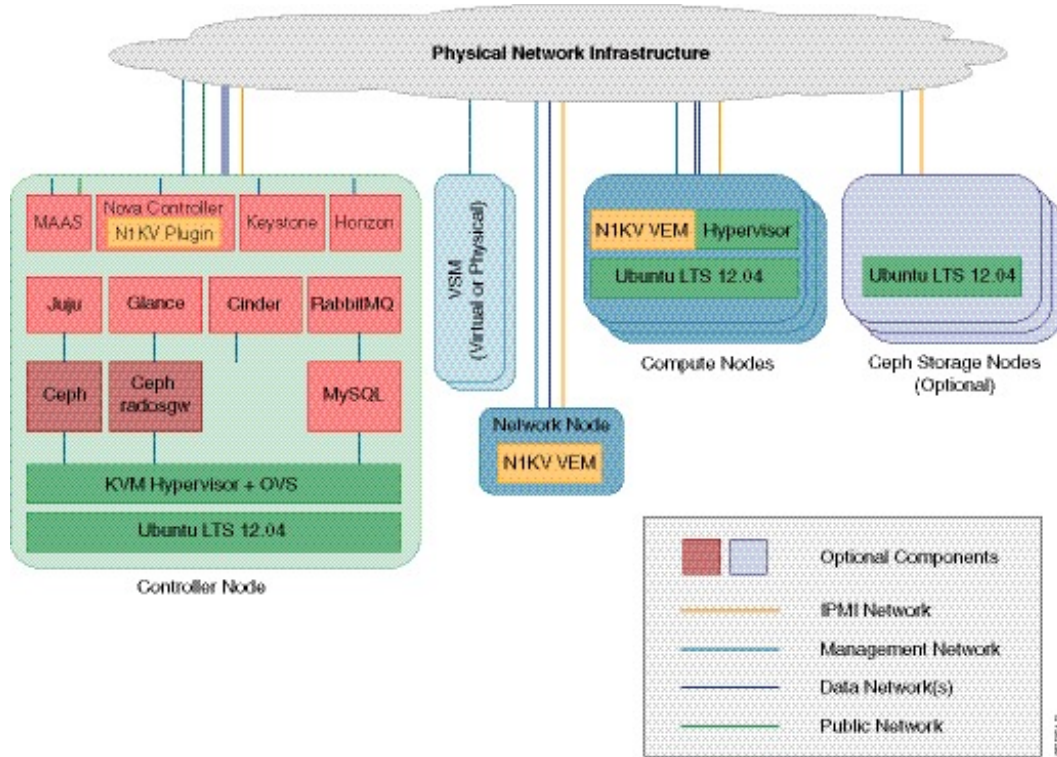 Physical Network Infrastructure
MAAS
Nova Controller
N1KV Plugin
Keystone
Horizon
Juju
Glance
Cinder
RabbitMQ
Ceph
Ceph
radosgw
MySQL
KVM Hypervisor + OVS
Ubuntu LTS 12.04
Controller Node
VSM
(Virtual or Physical)
Network Node
N1KV VEM
N1KV VEM
Hypervisor
Ubuntu LTS 12.04
Compute Nodes
Ubuntu LTS 12.04
Ceph Storage Nodes
(Optional)
Optional Components
IPMI Network
Management Network
Data Network(s)
Public Network